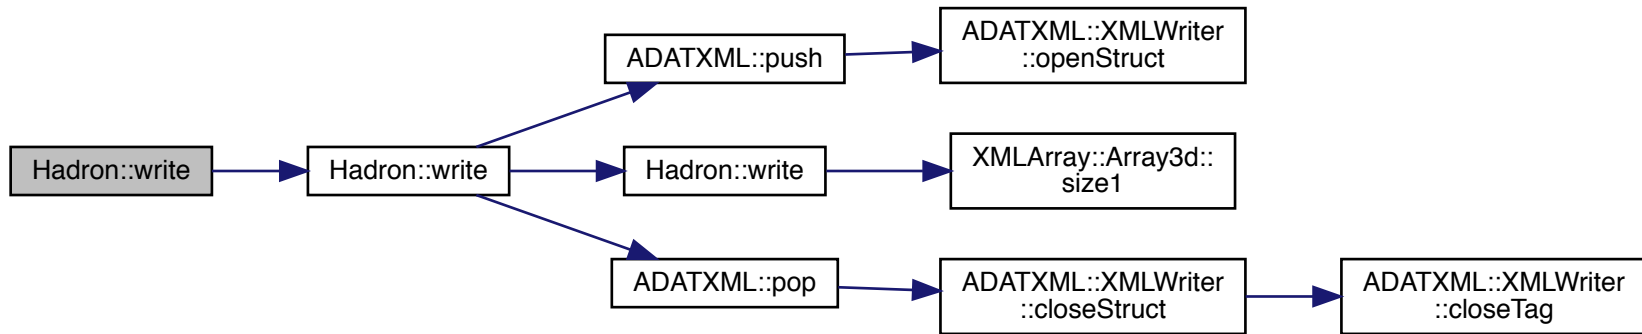 Hadron::write
Hadron::write
ADATXML::push
ADATXML::XMLWriter
::openStruct
Hadron::write
XMLArray::Array3d::
size1
ADATXML::pop
ADATXML::XMLWriter
::closeStruct
ADATXML::XMLWriter
::closeTag